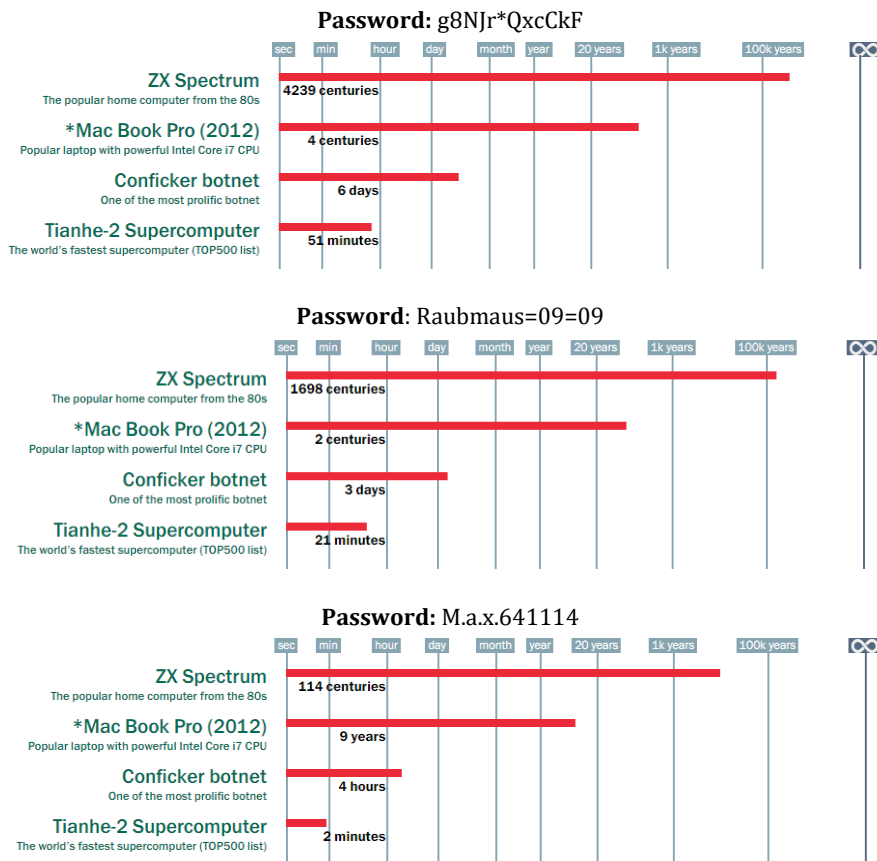 Password: g8NJr*QxcCkF
sec min hour day month year 20 years 1k years 100k years ∞
ZX Spectrum
The popular home computer from the 80s
4239 centuries
*Mac Book Pro (2012)
Popular laptop with powerful Intel Core i7 CPU
4 centuries
Conficker botnet
One of the most prolific botnet
6 days
Tianhe-2 Supercomputer
The world's fastest supercomputer (TOP500 list)
51 minutes
Password: Raubmaus=09=09
sec min hour day month year 20 years 1k years 100k years ∞
ZX Spectrum
The popular home computer from the 80s
1698 centuries
*Mac Book Pro (2012)
Popular laptop with powerful Intel Core i7 CPU
2 centuries
Conficker botnet
One of the most prolific botnet
3 days
Tianhe-2 Supercomputer
The world's fastest supercomputer (TOP500 list)
21 minutes
Password: M.a.x.641114
sec min hour day month year 20 years 1k years 100k years ∞
ZX Spectrum
The popular home computer from the 80s
114 centuries
*Mac Book Pro (2012)
Popular laptop with powerful Intel Core i7 CPU
9 years
Conficker botnet
One of the most prolific botnet
4 hours
Tianhe-2 Supercomputer
The world's fastest supercomputer (TOP500 list)
2 minutes